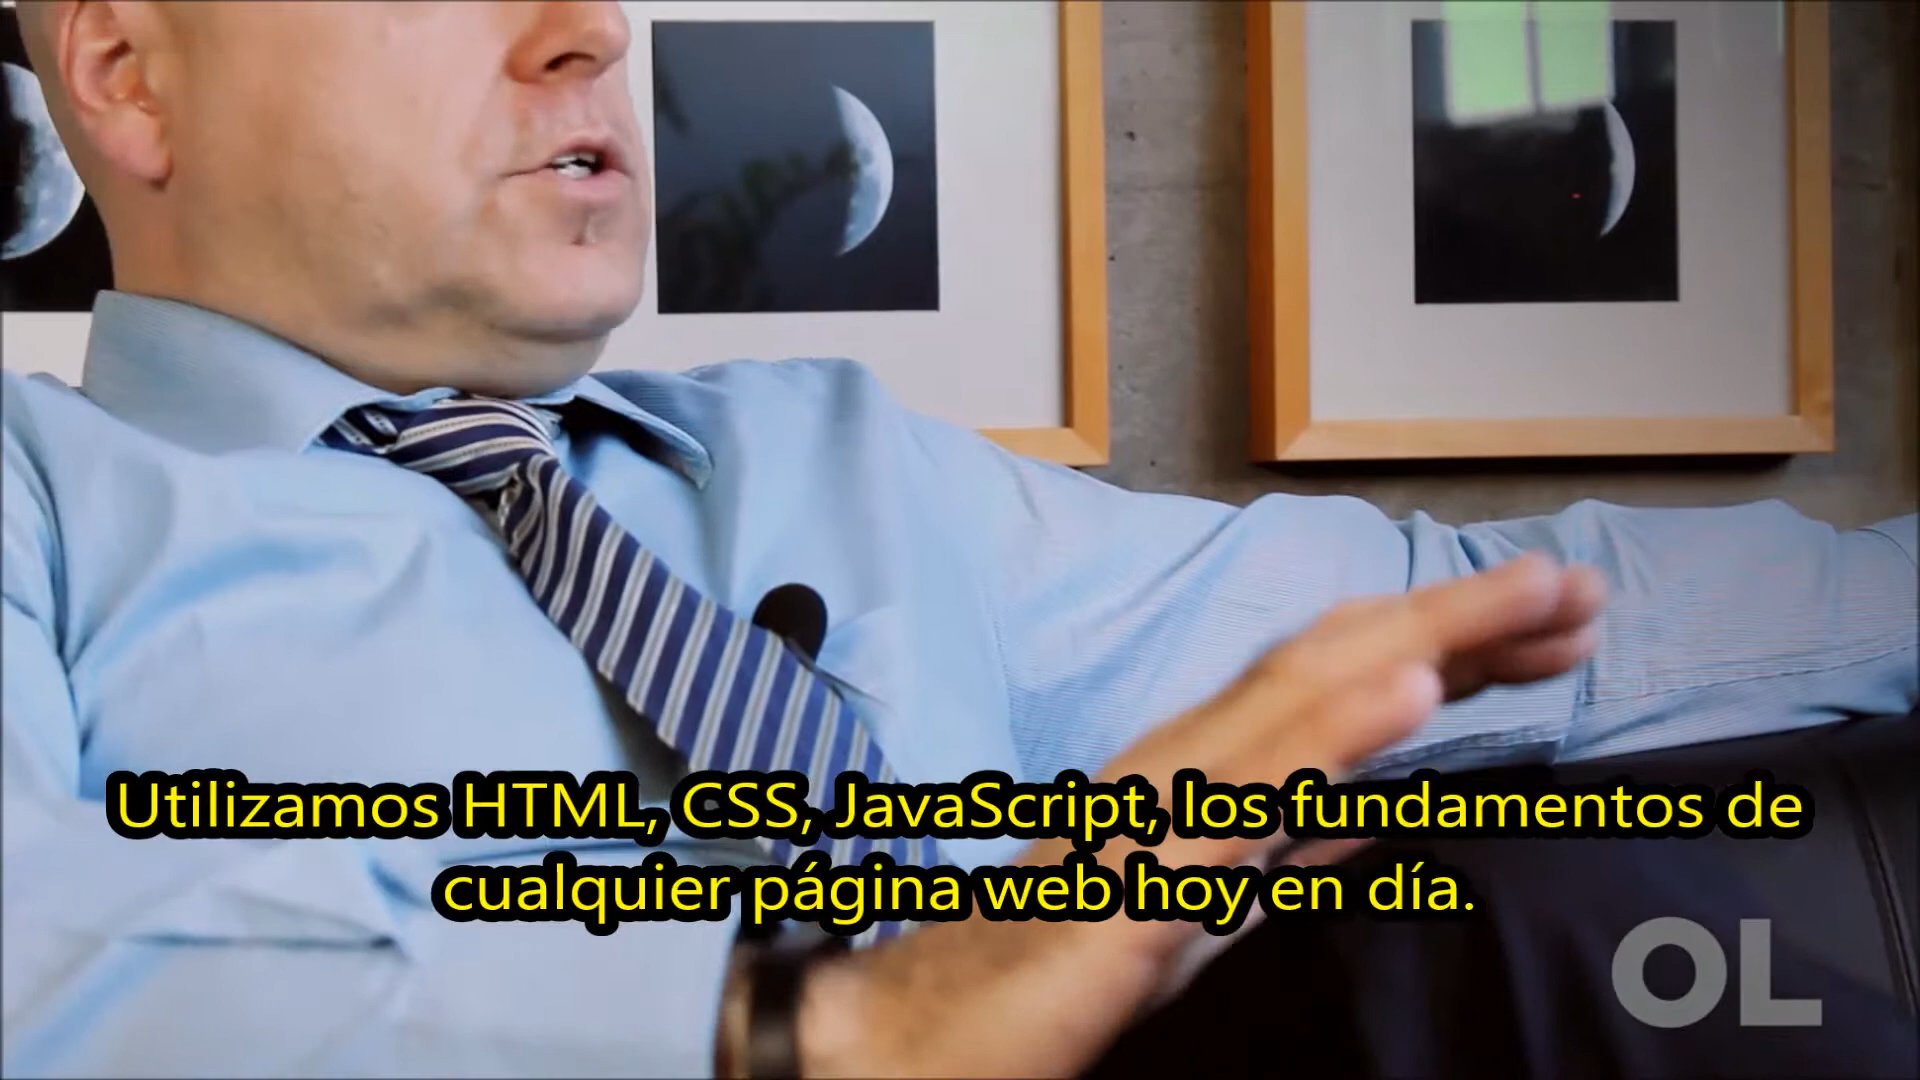 Utilizamos HTML, CSS, JavaScript, los fundamentos de
cualquier página web hoy en día.
OL